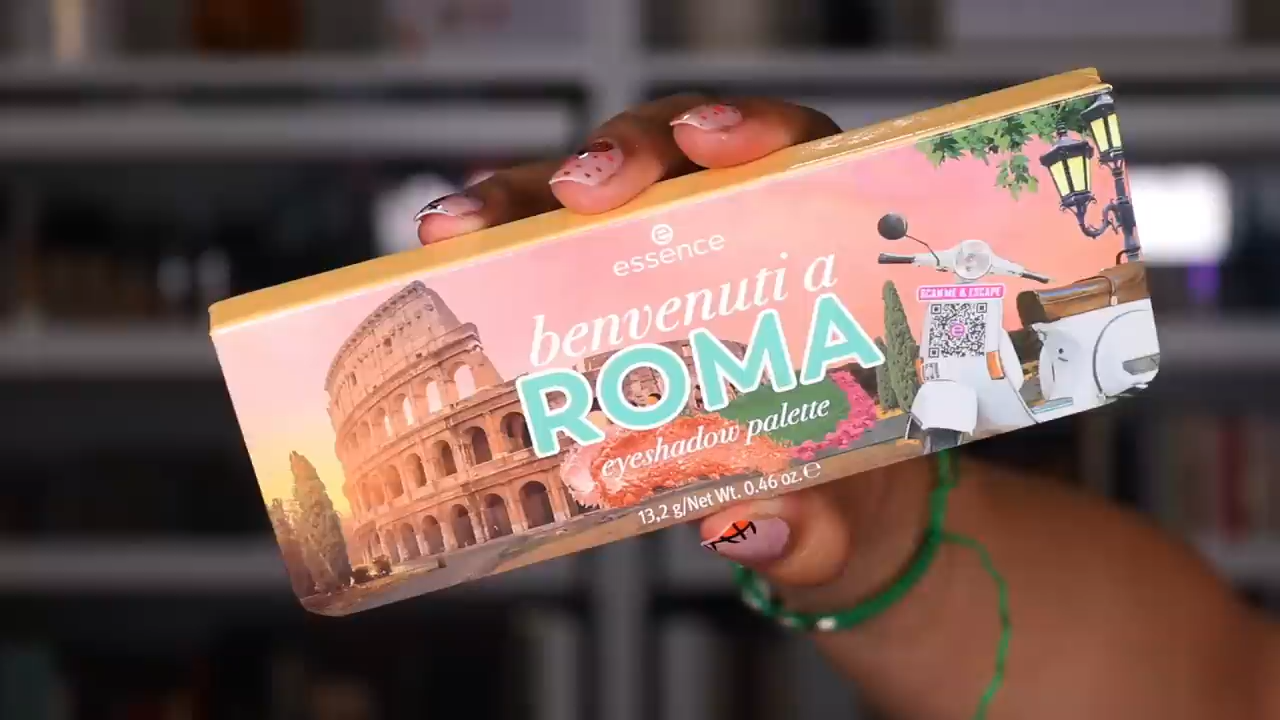 essence
benvenuti a
ROMA
eyeshadow palette
13,2 g/Net Wt. 0.46 oz.℮
SCAN ME & ESCAPE